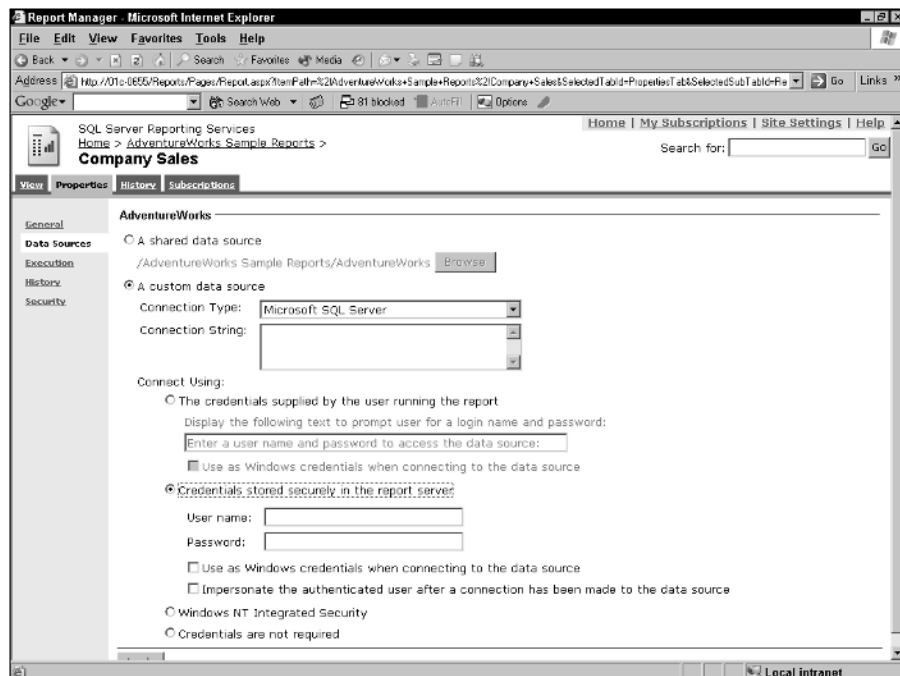 Report Manager - Microsoft Internet Explorer
File Edit View Favorites Tools Help
Back Search Favorites Media
Address http://01c-0655/Reports/Pages/Report.aspx?ItemPath=%2fAdventureWorks+Sample+Reports%2fCompany+Sales&SelectedTabId=PropertiesTab&SelectedSubTabId=Re Go Links »
Google Search Web 81 blocked AutoFill Options
SQL Server Reporting Services
Home | My Subscriptions | Site Settings | Help
Home > AdventureWorks Sample Reports >
Company Sales
Search for: Go
View Properties History Subscriptions
General
Data Sources
Execution
History
Security
AdventureWorks
A shared data source
/AdventureWorks Sample Reports/AdventureWorks Browse
A custom data source
Connection Type: Microsoft SQL Server
Connection String:
Connect Using:
The credentials supplied by the user running the report
Display the following text to prompt user for a login name and password:
Enter a user name and password to access the data source:
Use as Windows credentials when connecting to the data source
Credentials stored securely in the report server
User name:
Password:
Use as Windows credentials when connecting to the data source
Impersonate the authenticated user after a connection has been made to the data source
Windows NT Integrated Security
Credentials are not required
Local intranet